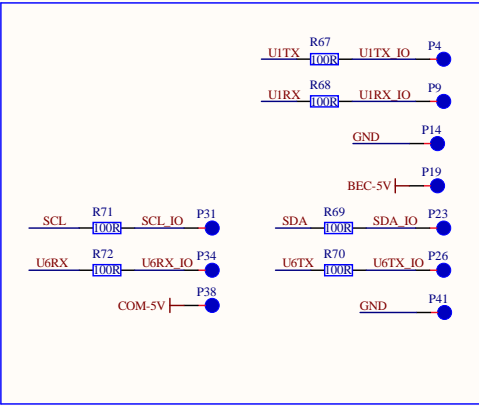 R67 P4
U1TX 100R U1TX_IO
R68 P9
U1RX 100R U1RX_IO
P14
GND
P19
BEC-5V
R71 P31 R69 P23
SCL 100R SCL_IO SDA 100R SDA_IO
R72 P34 R70 P26
U6RX 100R U6RX_IO U6TX 100R U6TX_IO
P38 P41
COM-5V GND